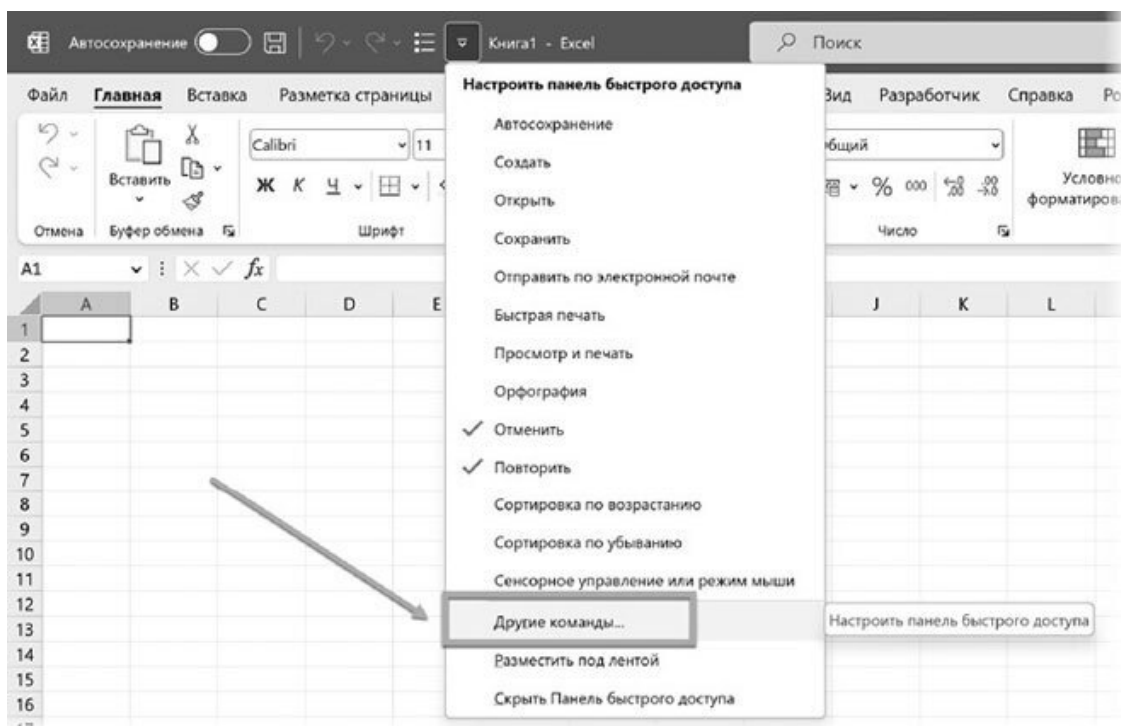 Автосохранение
Книга1 - Excel
Поиск
Файл Главная Вставка Разметка страницы Вид Разработчик Справка
Calibri 11
Вставить
Ж К Ч
% 000
Отмена Буфер обмена Шрифт Число
A1 fx
Настроить панель быстрого доступа
Автосохранение
Создать
Открыть
Сохранить
Отправить по электронной почте
Быстрая печать
Просмотр и печать
Орфография
Отменить
Повторить
Сортировка по возрастанию
Сортировка по убыванию
Сенсорное управление или режим мыши
Другие команды...
Разместить под лентой
Скрыть Панель быстрого доступа
Настроить панель быстрого доступа
A B C D E J K L
1
2
3
4
5
6
7
8
9
10
11
12
13
14
15
16